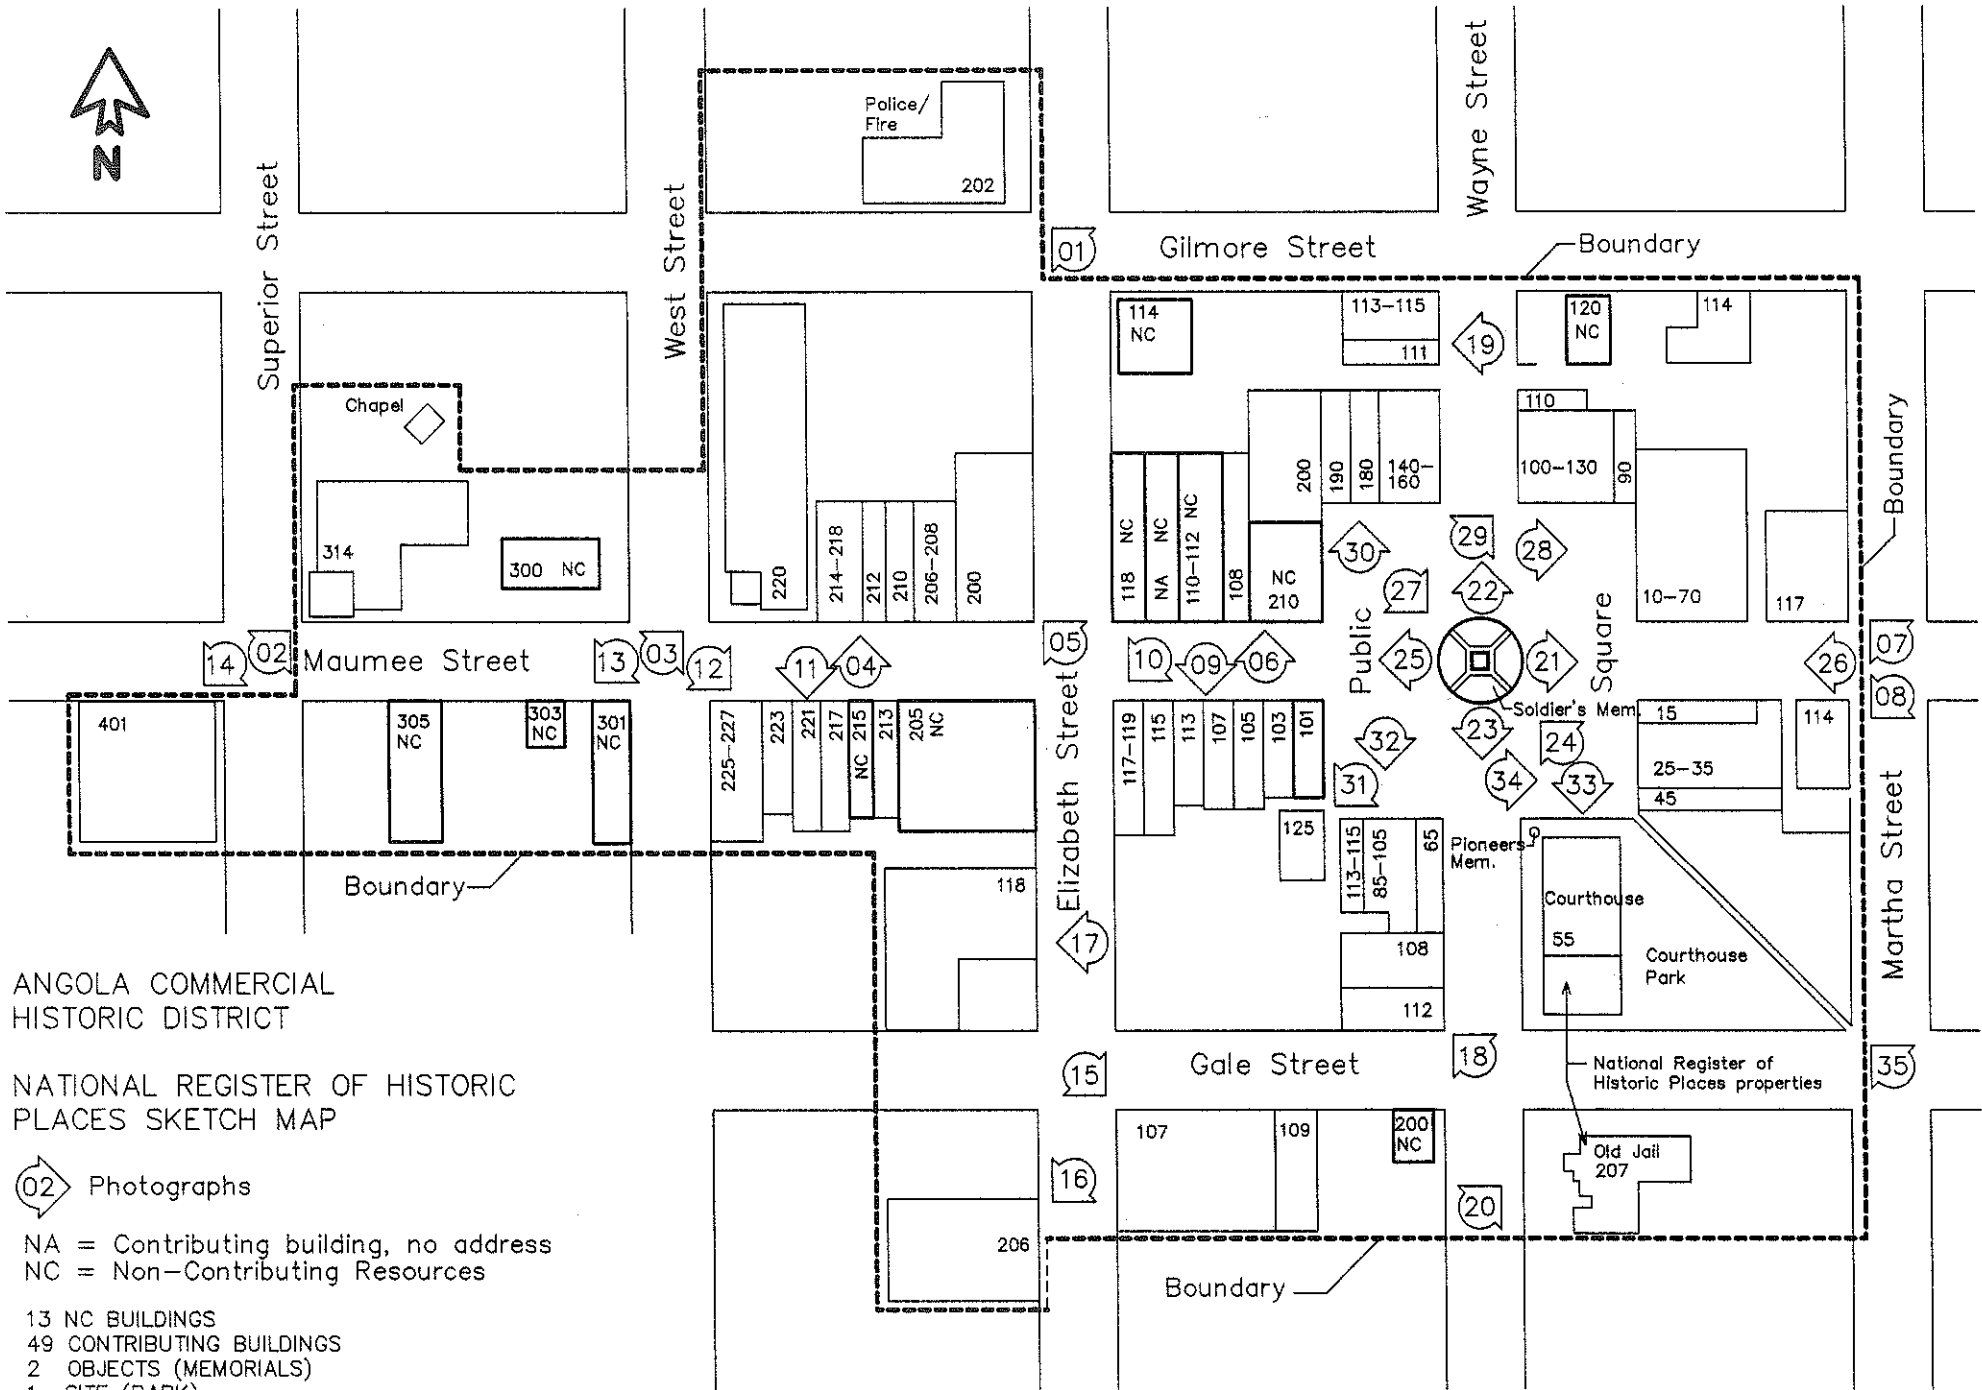 N
Superior Street
West Street
Police/
Fire
202
Wayne Street
01
Gilmore Street
Boundary
114
NC
113-115
111
19
120
NC
114
Chapel
314
300 NC
220
214-218
212
210
206-208
200
118 NC
NA NC
110-112 NC
108
200
NC
210
190
180
140-
160
110
100-130
90
10-70
117
Boundary
30
29
28
27
22
Public
Square
14
02
Maumee Street
13
03
12
11
04
05
10
09
06
25
21
26
07
08
Soldier's Mem.
23
24
32
31
34
33
401
305
NC
303
NC
301
NC
225-227
223
221
217
NC 215
213
205
NC
Elizabeth Street
117-119
115
113
107
105
103
101
125
113-115
85-105
65
108
112
15
25-35
45
114
Martha Street
Pioneers
Mem.
Courthouse
55
Courthouse
Park
Boundary
118
17
ANGOLA COMMERCIAL
HISTORIC DISTRICT
NATIONAL REGISTER OF HISTORIC
PLACES SKETCH MAP
02 Photographs
NA = Contributing building, no address
NC = Non-Contributing Resources
13 NC BUILDINGS
49 CONTRIBUTING BUILDINGS
2 OBJECTS (MEMORIALS)
1 SITE (PARK)
15
Gale Street
18
National Register of
Historic Places properties
35
16
107
109
200
NC
20
Old Jail
207
206
Boundary